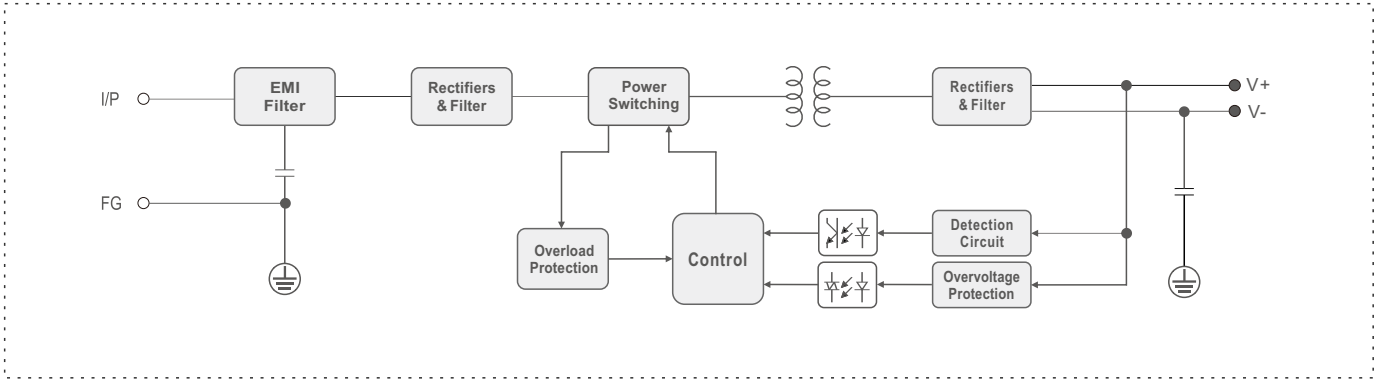 I/P
EMI
Filter
Rectifiers
& Filter
Power
Switching
Rectifiers
& Filter
V+
V-
FG
Overload
Protection
Control
Detection
Circuit
Overvoltage
Protection